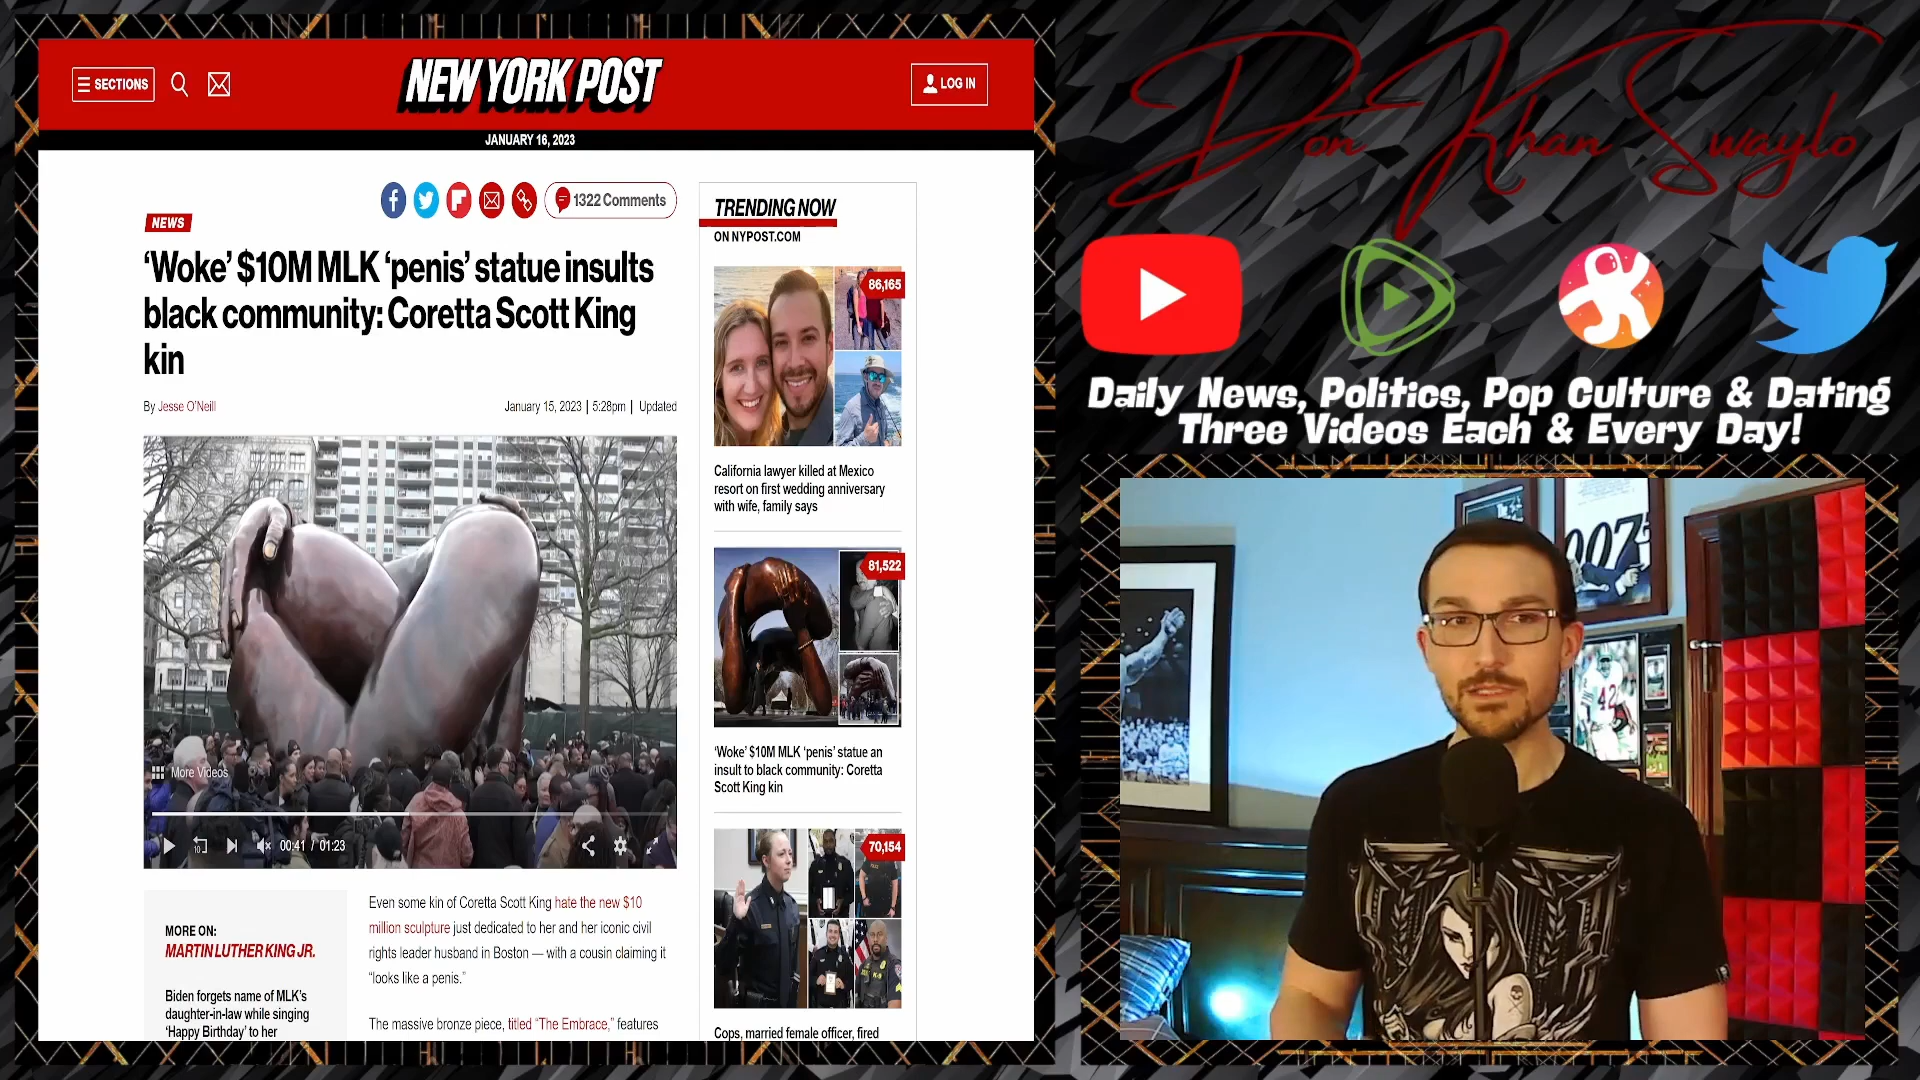 SECTIONS
NEW YORK POST
LOG IN
JANUARY 16, 2023
1322 Comments
NEWS
‘Woke’ $10M MLK ‘penis’ statue insults
black community: Coretta Scott King
kin
By Jesse O’Neill
January 15, 2023 | 5:28pm | Updated
More Videos
10
00:41 / 01:23
MORE ON:
MARTIN LUTHER KING JR.
Biden forgets name of MLK’s
daughter-in-law while singing
‘Happy Birthday’ to her
Even some kin of Coretta Scott King hate the new $10
million sculpture just dedicated to her and her iconic civil
rights leader husband in Boston — with a cousin claiming it
“looks like a penis.”
The massive bronze piece, titled “The Embrace,” features
TRENDING NOW
ON NYPOST.COM
86,165
California lawyer killed at Mexico
resort on first wedding anniversary
with wife, family says
81,522
‘Woke’ $10M MLK ‘penis’ statue an
insult to black community: Coretta
Scott King kin
70,154
Cops, married female officer, fired
Don Khan Swaylo
Daily News, Politics, Pop Culture & Dating
Three Videos Each & Every Day!
007
42